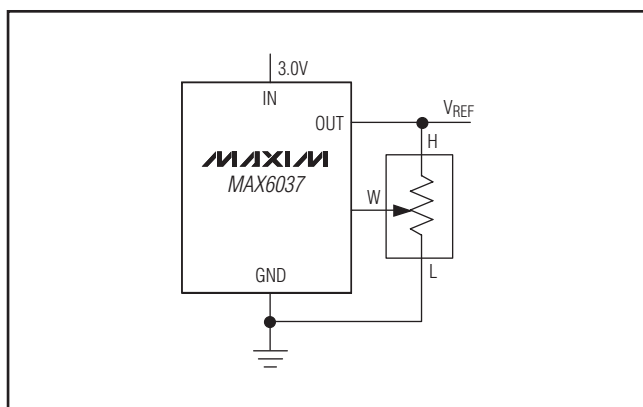 3.0V
IN
OUT
VREF
H
MAXIM
MAX6037
W
GND
L